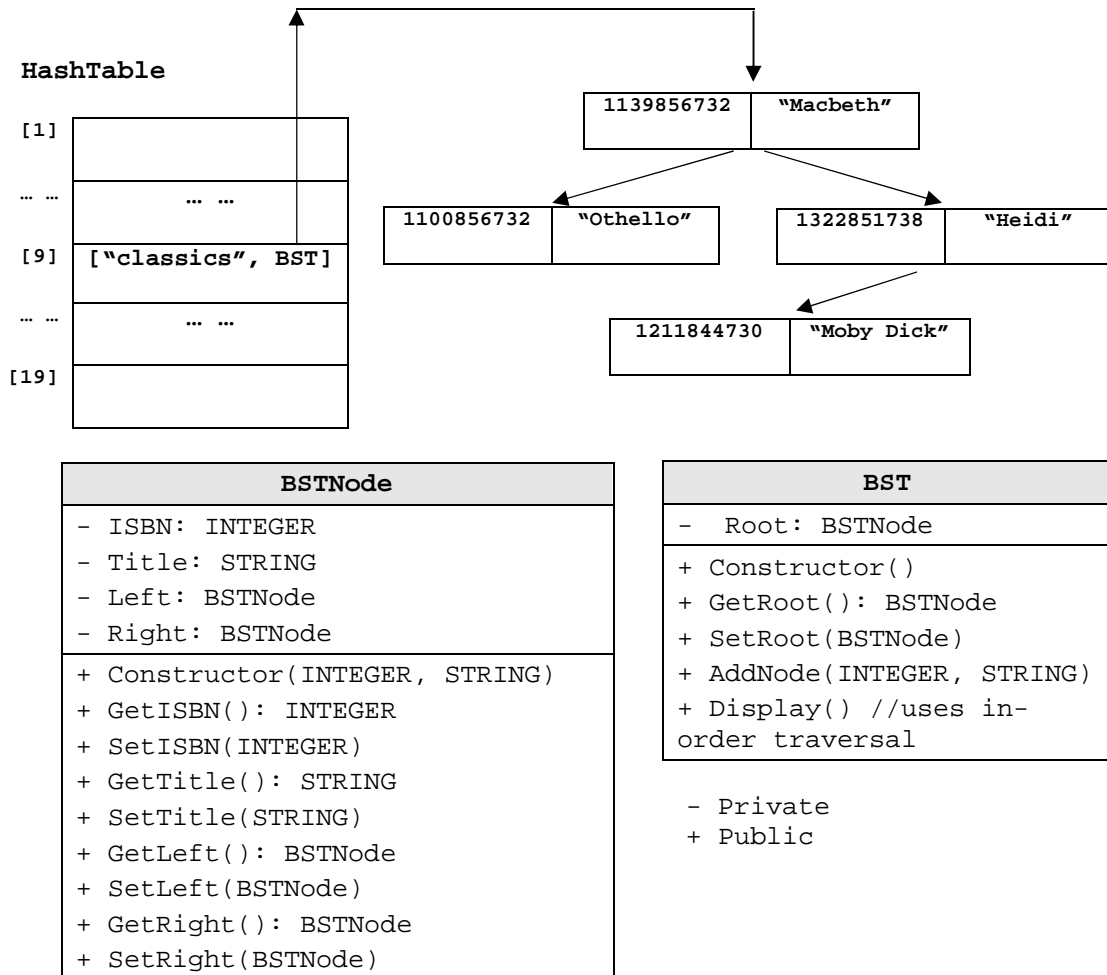 HashTable
1139856732 “Macbeth”
[1]
… … … …
1100856732 “Othello” 1322851738 “Heidi”
[9] [“classics”, BST]
… … … …
1211844730 “Moby Dick”
[19]
BSTNode
- ISBN: INTEGER
- Title: STRING
- Left: BSTNode
- Right: BSTNode
+ Constructor(INTEGER, STRING)
+ GetISBN(): INTEGER
+ SetISBN(INTEGER)
+ GetTitle(): STRING
+ SetTitle(STRING)
+ GetLeft(): BSTNode
+ SetLeft(BSTNode)
+ GetRight(): BSTNode
+ SetRight(BSTNode)
BST
- Root: BSTNode
+ Constructor()
+ GetRoot(): BSTNode
+ SetRoot(BSTNode)
+ AddNode(INTEGER, STRING)
+ Display() //uses in-
order traversal
- Private
+ Public